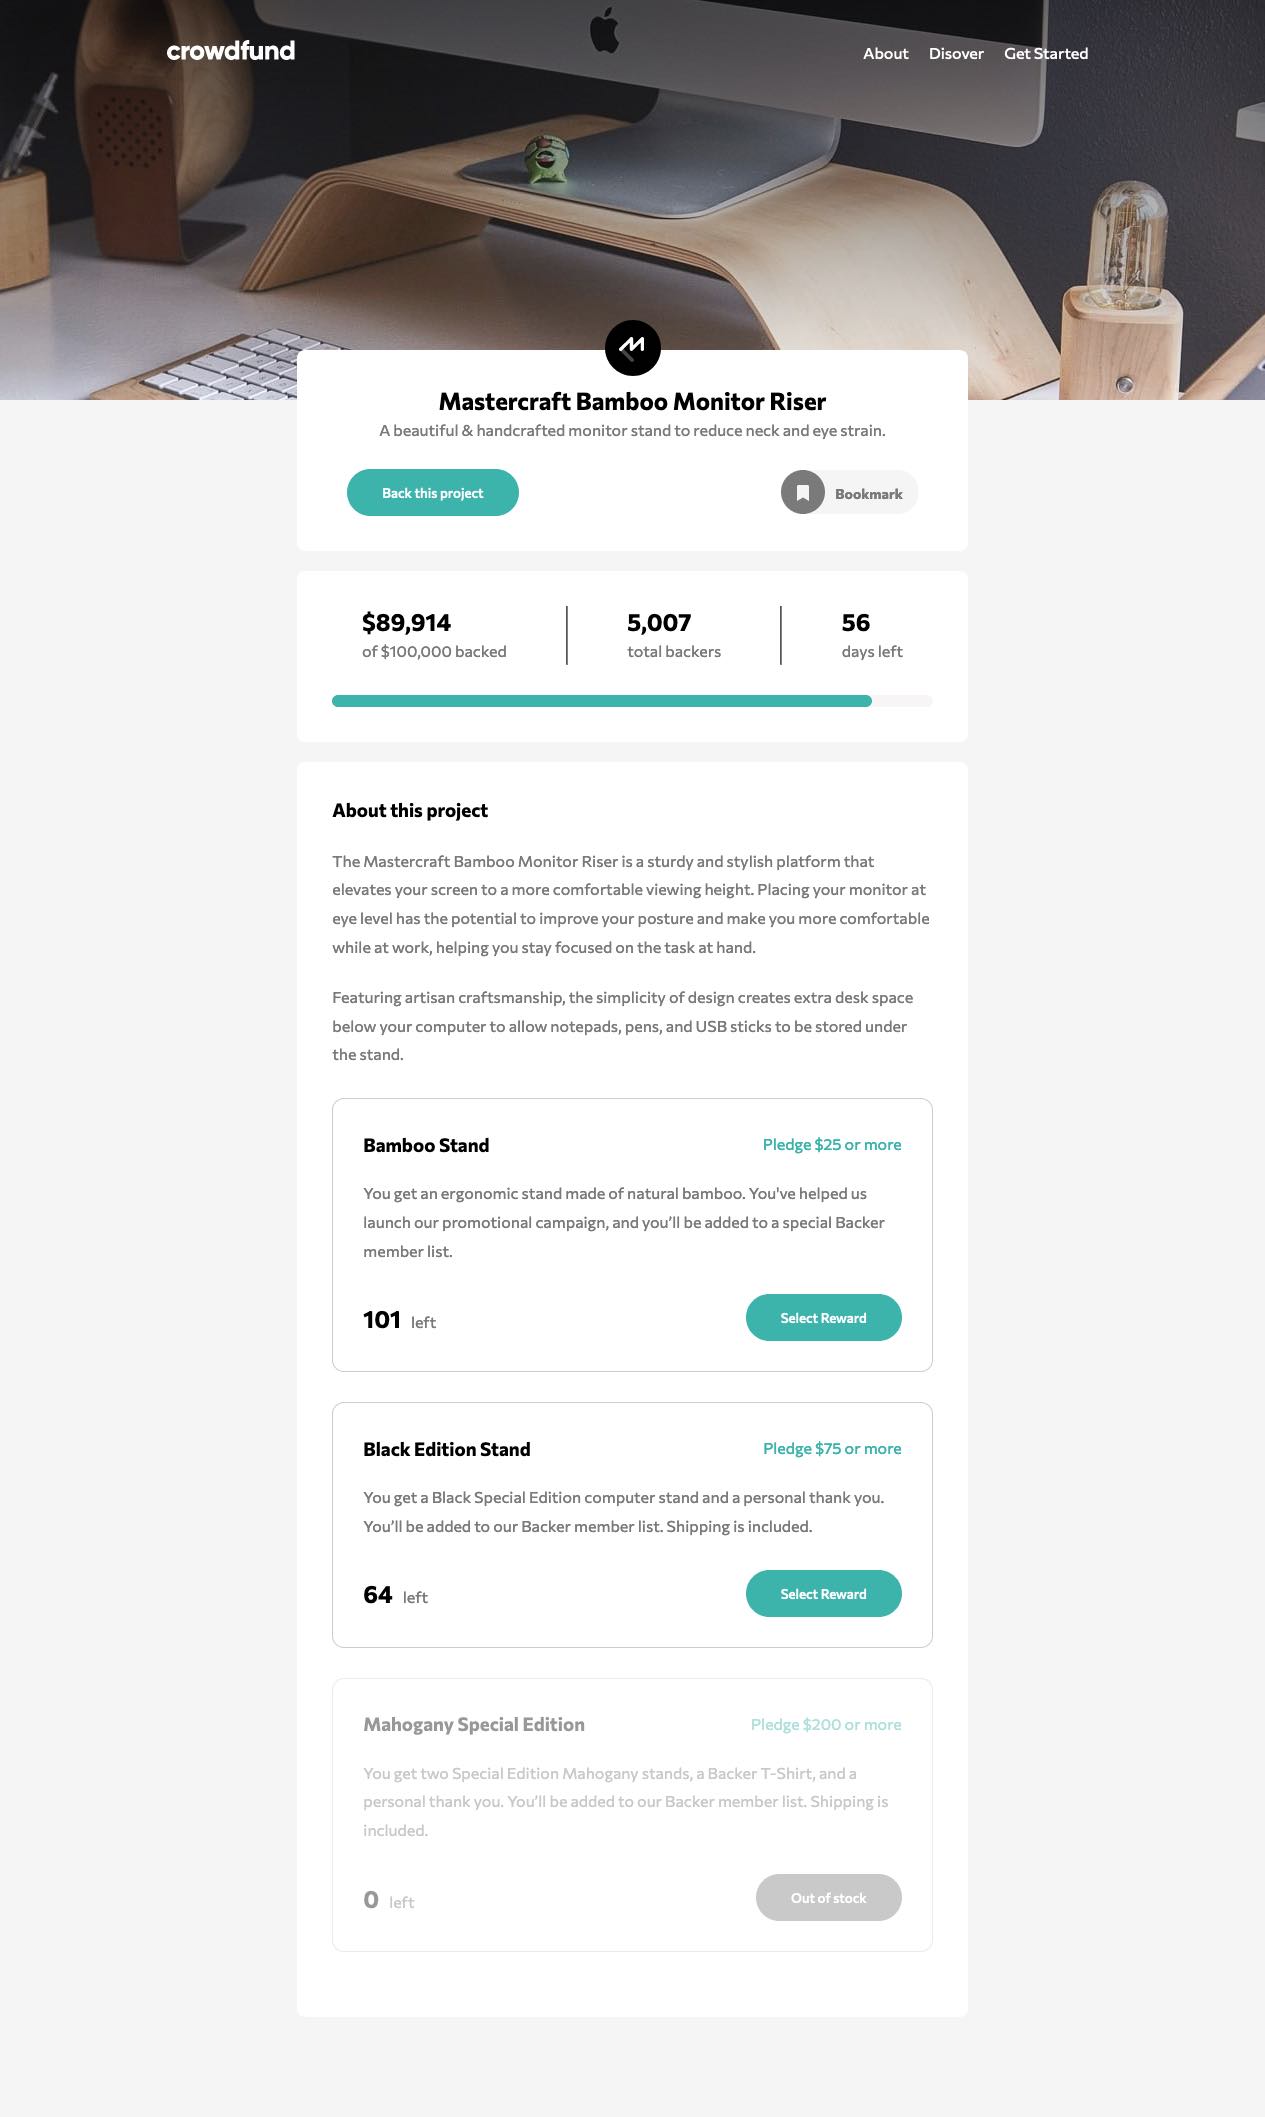 crowdfund
About Disover Get Started
Mastercraft Bamboo Monitor Riser
A beautiful & handcrafted monitor stand to reduce neck and eye strain.
Back this project
Bookmark
$89,914
of $100,000 backed
5,007
total backers
56
days left
About this project
The Mastercraft Bamboo Monitor Riser is a sturdy and stylish platform that
elevates your screen to a more comfortable viewing height. Placing your monitor at
eye level has the potential to improve your posture and make you more comfortable
while at work, helping you stay focused on the task at hand.
Featuring artisan craftsmanship, the simplicity of design creates extra desk space
below your computer to allow notepads, pens, and USB sticks to be stored under
the stand.
Bamboo Stand
Pledge $25 or more
You get an ergonomic stand made of natural bamboo. You've helped us
launch our promotional campaign, and you’ll be added to a special Backer
member list.
101 left
Select Reward
Black Edition Stand
Pledge $75 or more
You get a Black Special Edition computer stand and a personal thank you.
You’ll be added to our Backer member list. Shipping is included.
64 left
Select Reward
Mahogany Special Edition
Pledge $200 or more
You get two Special Edition Mahogany stands, a Backer T-Shirt, and a
personal thank you. You’ll be added to our Backer member list. Shipping is
included.
0 left
Out of stock